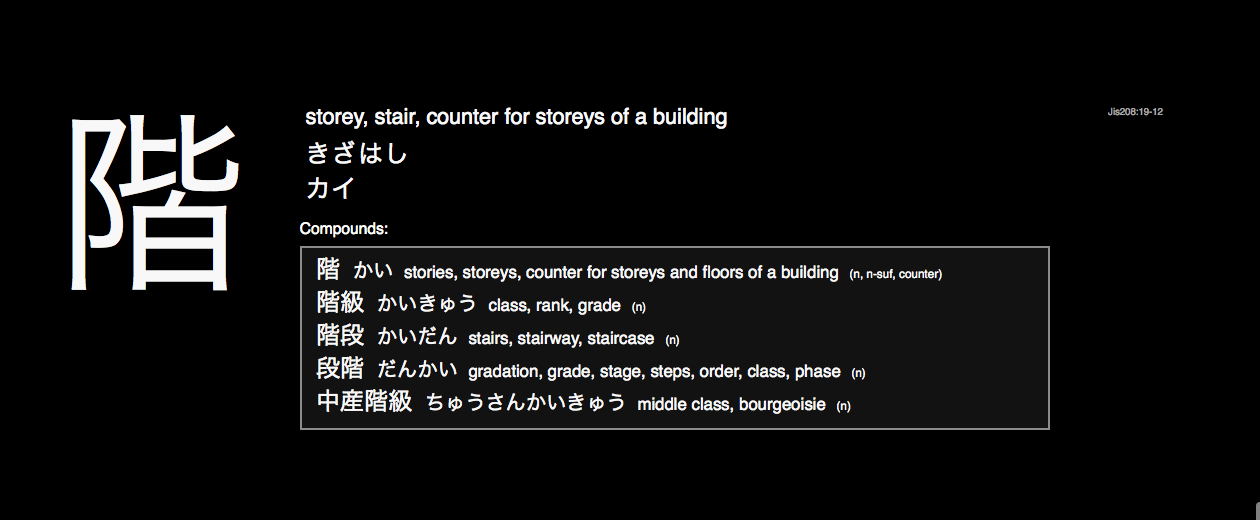 階
storey, stair, counter for storeys of a building
Jis208:19-12
きざはし
カイ
Compounds:
階 かい stories, storeys, counter for storeys and floors of a building (n, n-suf, counter)
階級 かいきゅう class, rank, grade (n)
階段 かいだん stairs, stairway, staircase (n)
段階 だんかい gradation, grade, stage, steps, order, class, phase (n)
中産階級 ちゅうさんかいきゅう middle class, bourgeoisie (n)